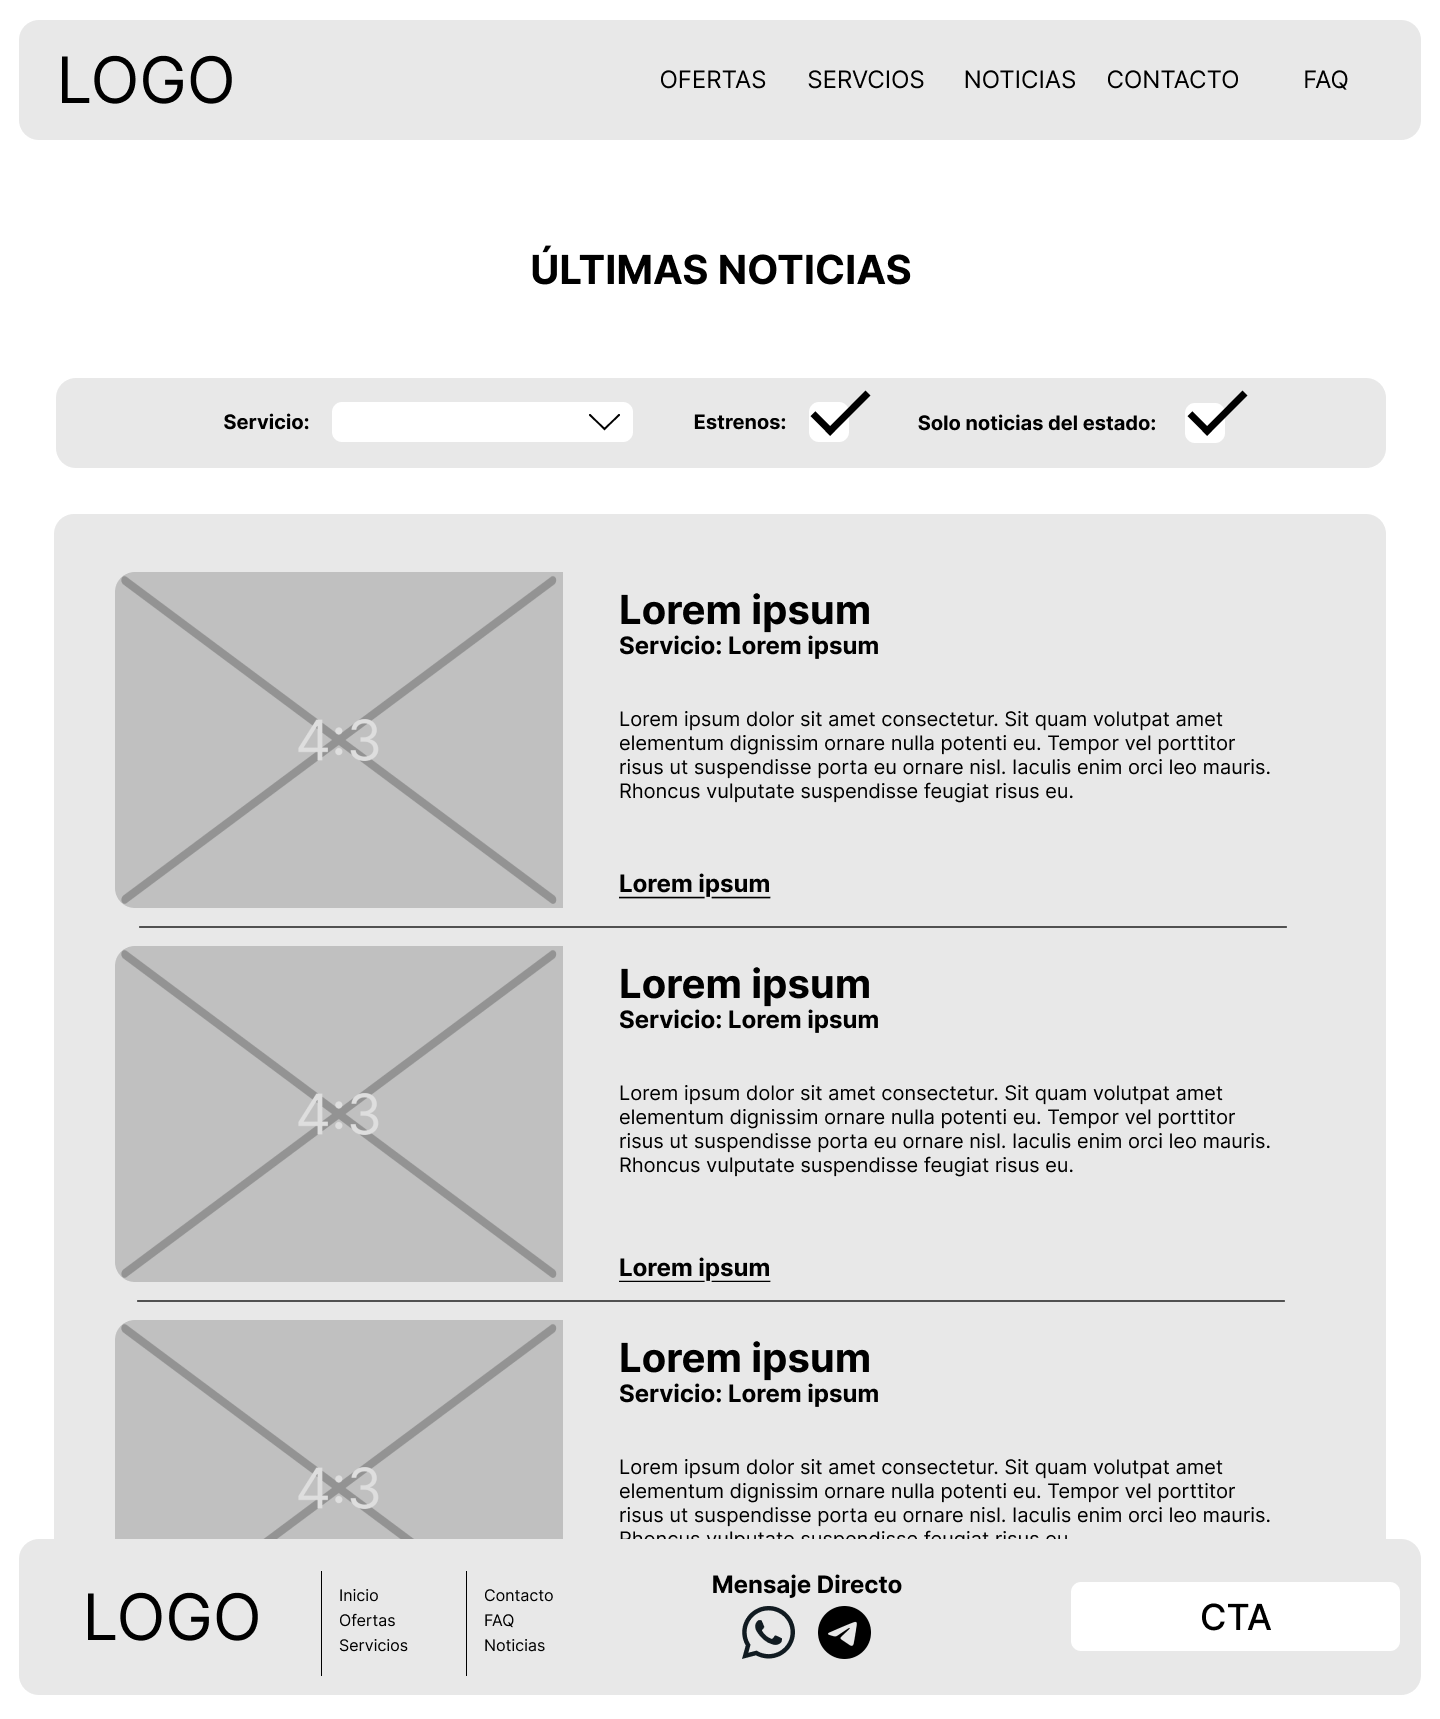 LOGO
OFERTAS SERVCIOS NOTICIAS CONTACTO FAQ
ÚLTIMAS NOTICIAS
Servicio: Estrenos: Solo noticias del estado:
4:3
Lorem ipsum
Servicio: Lorem ipsum
Lorem ipsum dolor sit amet consectetur. Sit quam volutpat amet
elementum dignissim ornare nulla potenti eu. Tempor vel porttitor
risus ut suspendisse porta eu ornare nisl. Iaculis enim orci leo mauris.
Rhoncus vulputate suspendisse feugiat risus eu.
Lorem ipsum
4:3
Lorem ipsum
Servicio: Lorem ipsum
Lorem ipsum dolor sit amet consectetur. Sit quam volutpat amet
elementum dignissim ornare nulla potenti eu. Tempor vel porttitor
risus ut suspendisse porta eu ornare nisl. Iaculis enim orci leo mauris.
Rhoncus vulputate suspendisse feugiat risus eu.
Lorem ipsum
4:3
Lorem ipsum
Servicio: Lorem ipsum
Lorem ipsum dolor sit amet consectetur. Sit quam volutpat amet
elementum dignissim ornare nulla potenti eu. Tempor vel porttitor
risus ut suspendisse porta eu ornare nisl. Iaculis enim orci leo mauris.
Rhoncus vulputate suspendisse feugiat risus eu.
LOGO
Inicio
Ofertas
Servicios
Contacto
FAQ
Noticias
Mensaje Directo
CTA